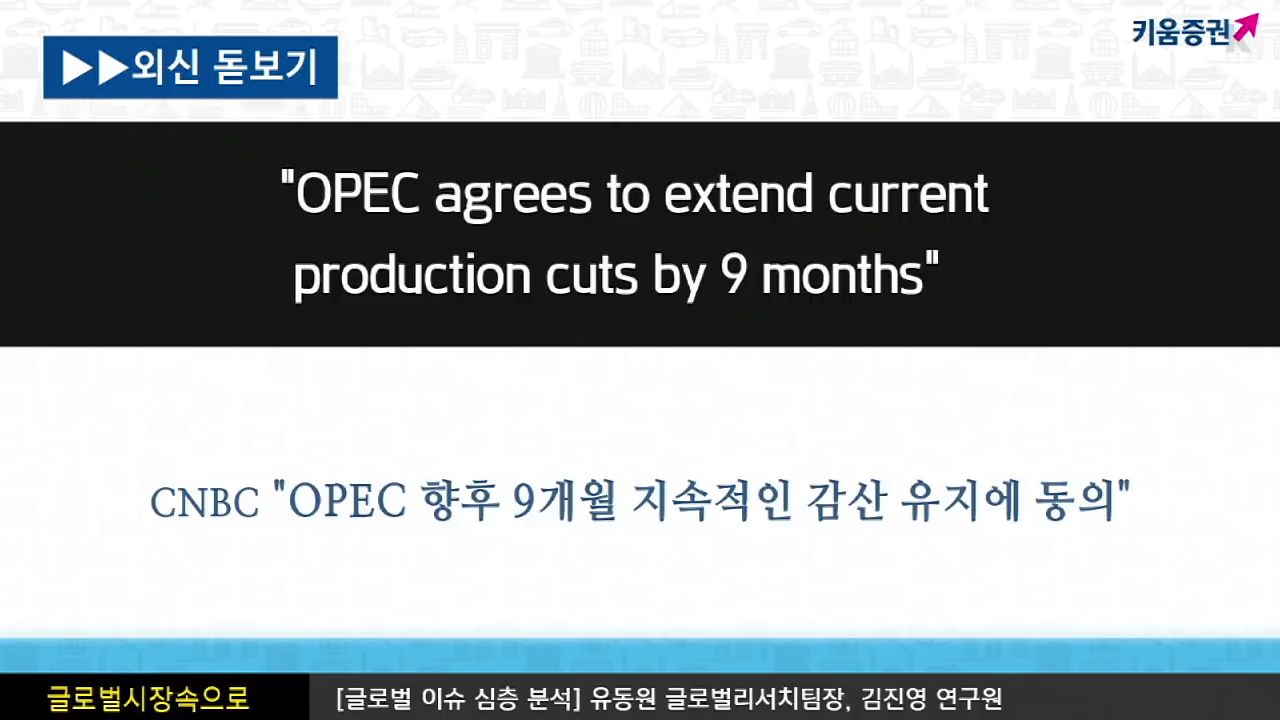 키움증권
▶▶외신 돋보기
"OPEC agrees to extend current
production cuts by 9 months"
CNBC "OPEC 향후 9개월 지속적인 감산 유지에 동의"
글로벌시장속으로
[글로벌 이슈 심층 분석] 유동원 글로벌리서치팀장, 김진영 연구원